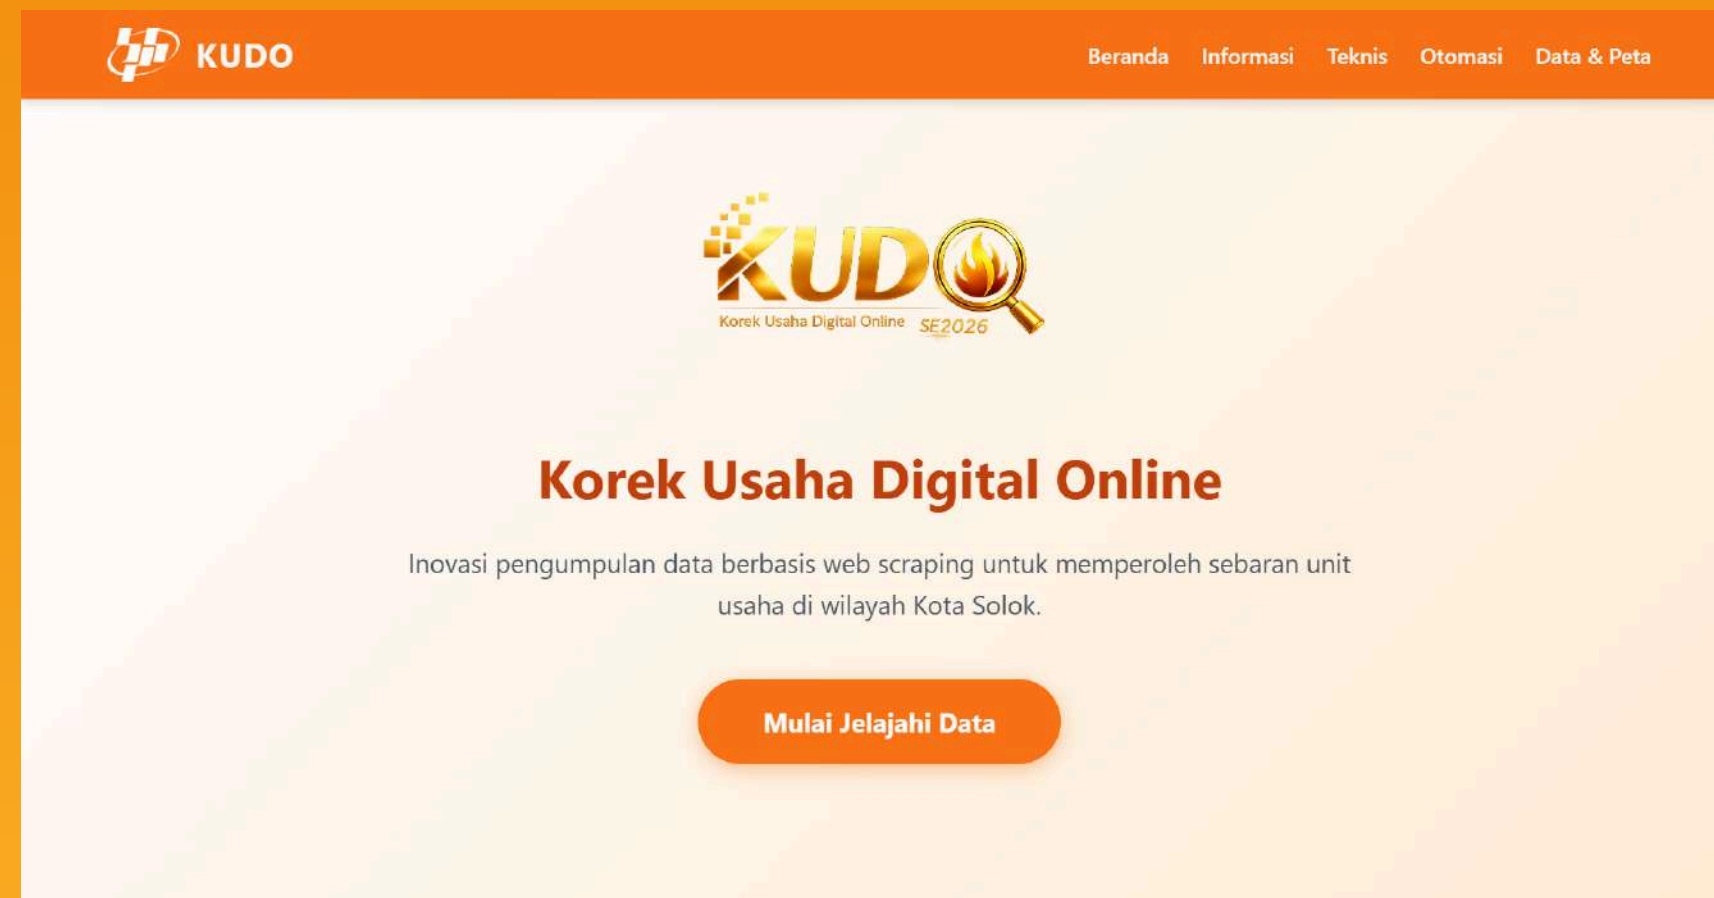 KUDO
Beranda Informasi Teknis Otomasi Data & Peta
KUDO
Korek Usaha Digital Online SE2026
Korek Usaha Digital Online
Inovasi pengumpulan data berbasis web scraping untuk memperoleh sebaran unit
usaha di wilayah Kota Solok.
Mulai Jelajahi Data